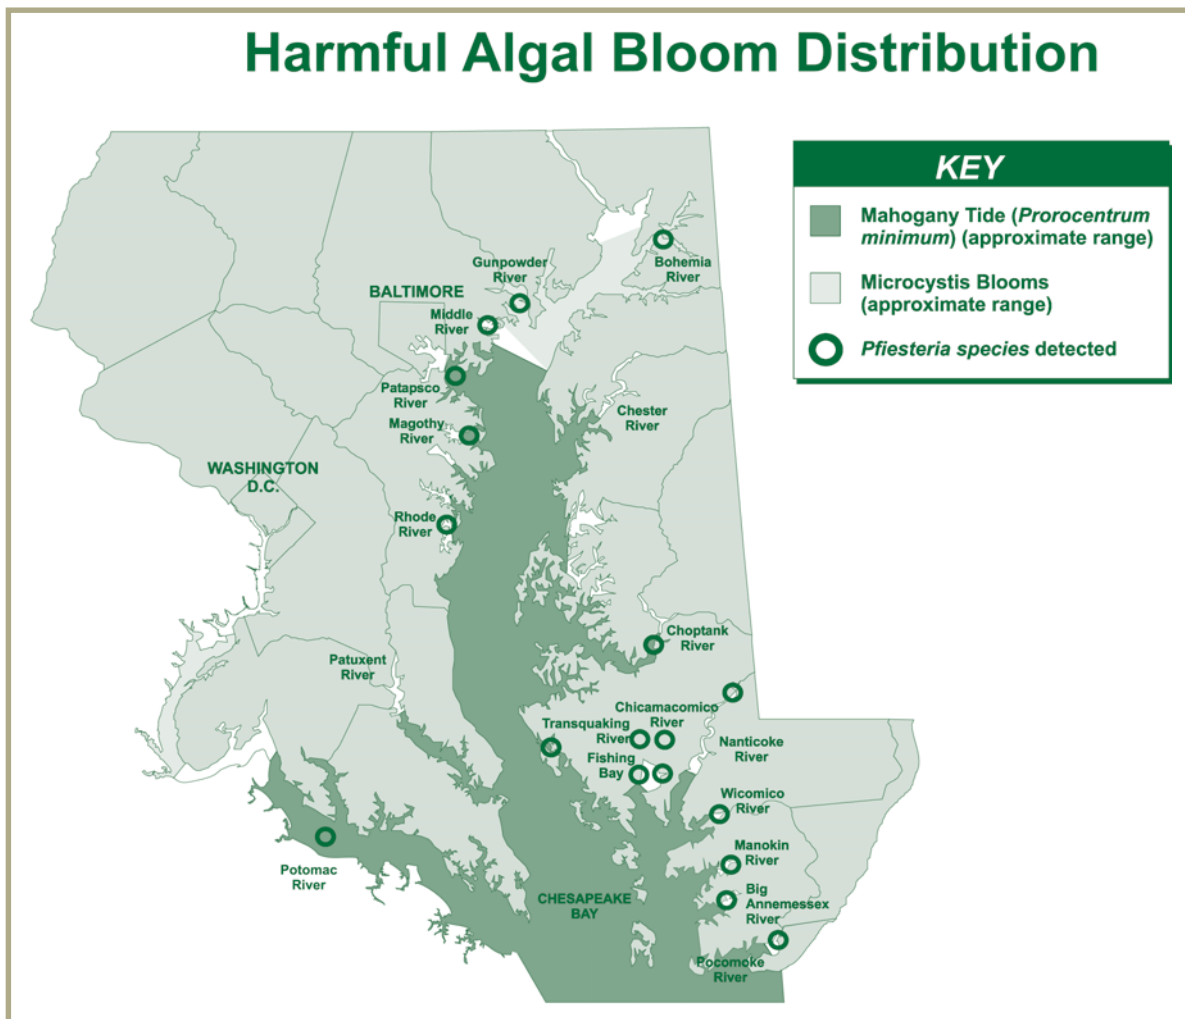 Harmful Algal Bloom Distribution
KEY
Mahogany Tide (Prorocentrum
minimum) (approximate range)
Microcystis Blooms
(approximate range)
Pfiesteria species detected
Gunpowder
River
Bohemia
River
BALTIMORE
Middle
River
Patapsco
River
Chester
River
Magothy
River
WASHINGTON
D.C.
Rhode
River
Choptank
River
Patuxent
River
Chicamacomico
River
Transquaking
River
Nanticoke
River
Fishing
Bay
Wicomico
River
Manokin
River
Potomac
River
Big
Annemessex
River
CHESAPEAKE
BAY
Pocomoke
River